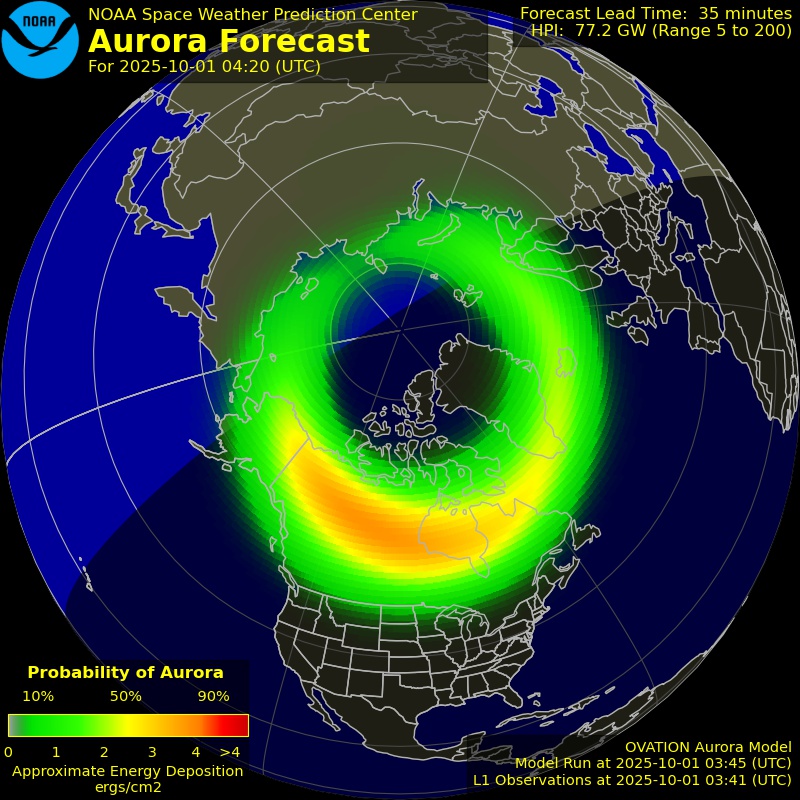 NOAA
NOAA Space Weather Prediction Center
Aurora Forecast
For 2025-10-01 04:20 (UTC)
Forecast Lead Time: 35 minutes
HPI: 77.2 GW (Range 5 to 200)
Probability of Aurora
10% 50% 90%
0 1 2 3 4 >4
Approximate Energy Deposition
ergs/cm2
OVATION Aurora Model
Model Run at 2025-10-01 03:45 (UTC)
L1 Observations at 2025-10-01 03:41 (UTC)